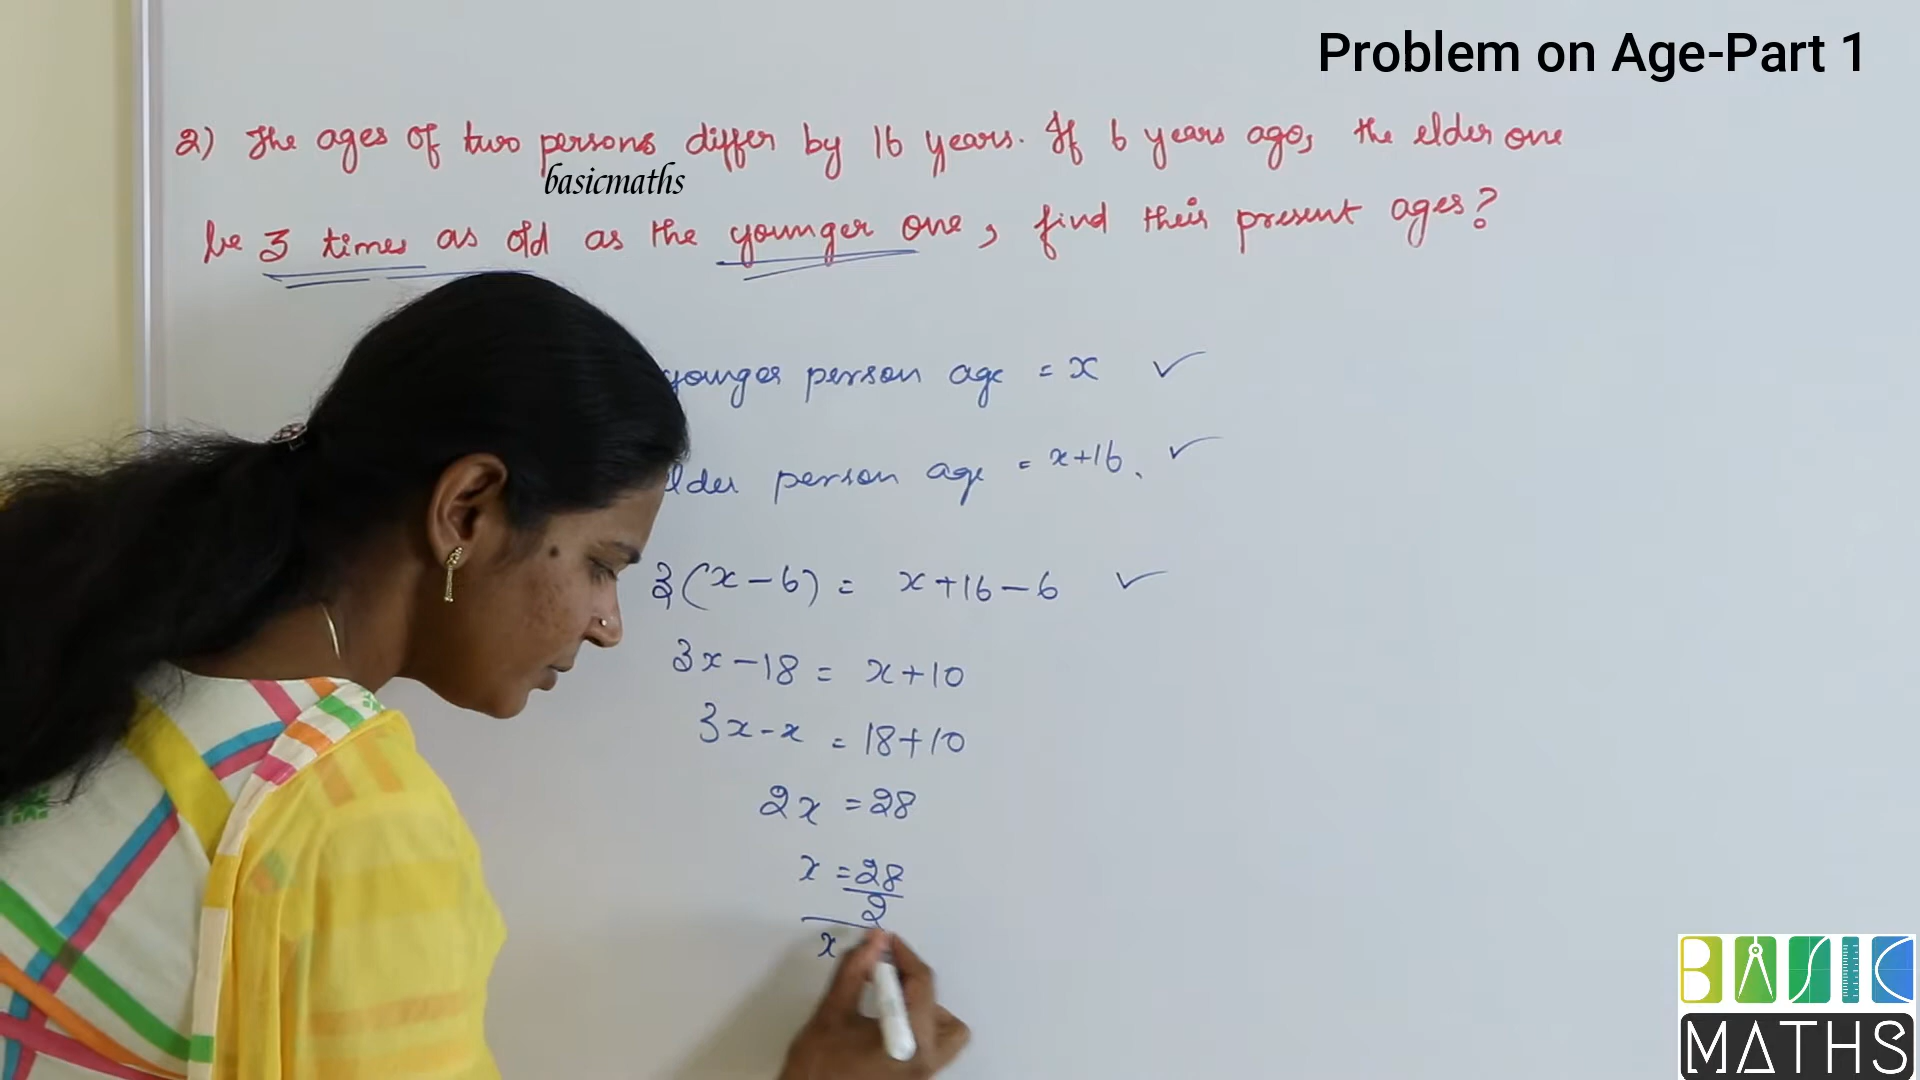 Problem on Age-Part 1
2) The ages of two persons differ by 16 years. If 6 years ago, the elder one
basicmaths
be 3 times as old as the younger one, find their present ages?
younger person age = x ✓
elder person age = x+16. ✓
3(x-6) = x+16-6 ✓
3x-18 = x+10
3x-x = 18+10
2x = 28
x = 28
2
x
BASIC
MATHS